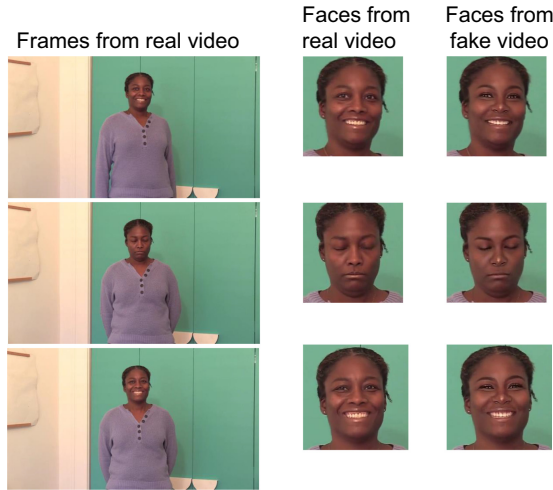 Frames from real video
Faces from
real video
Faces from
fake video